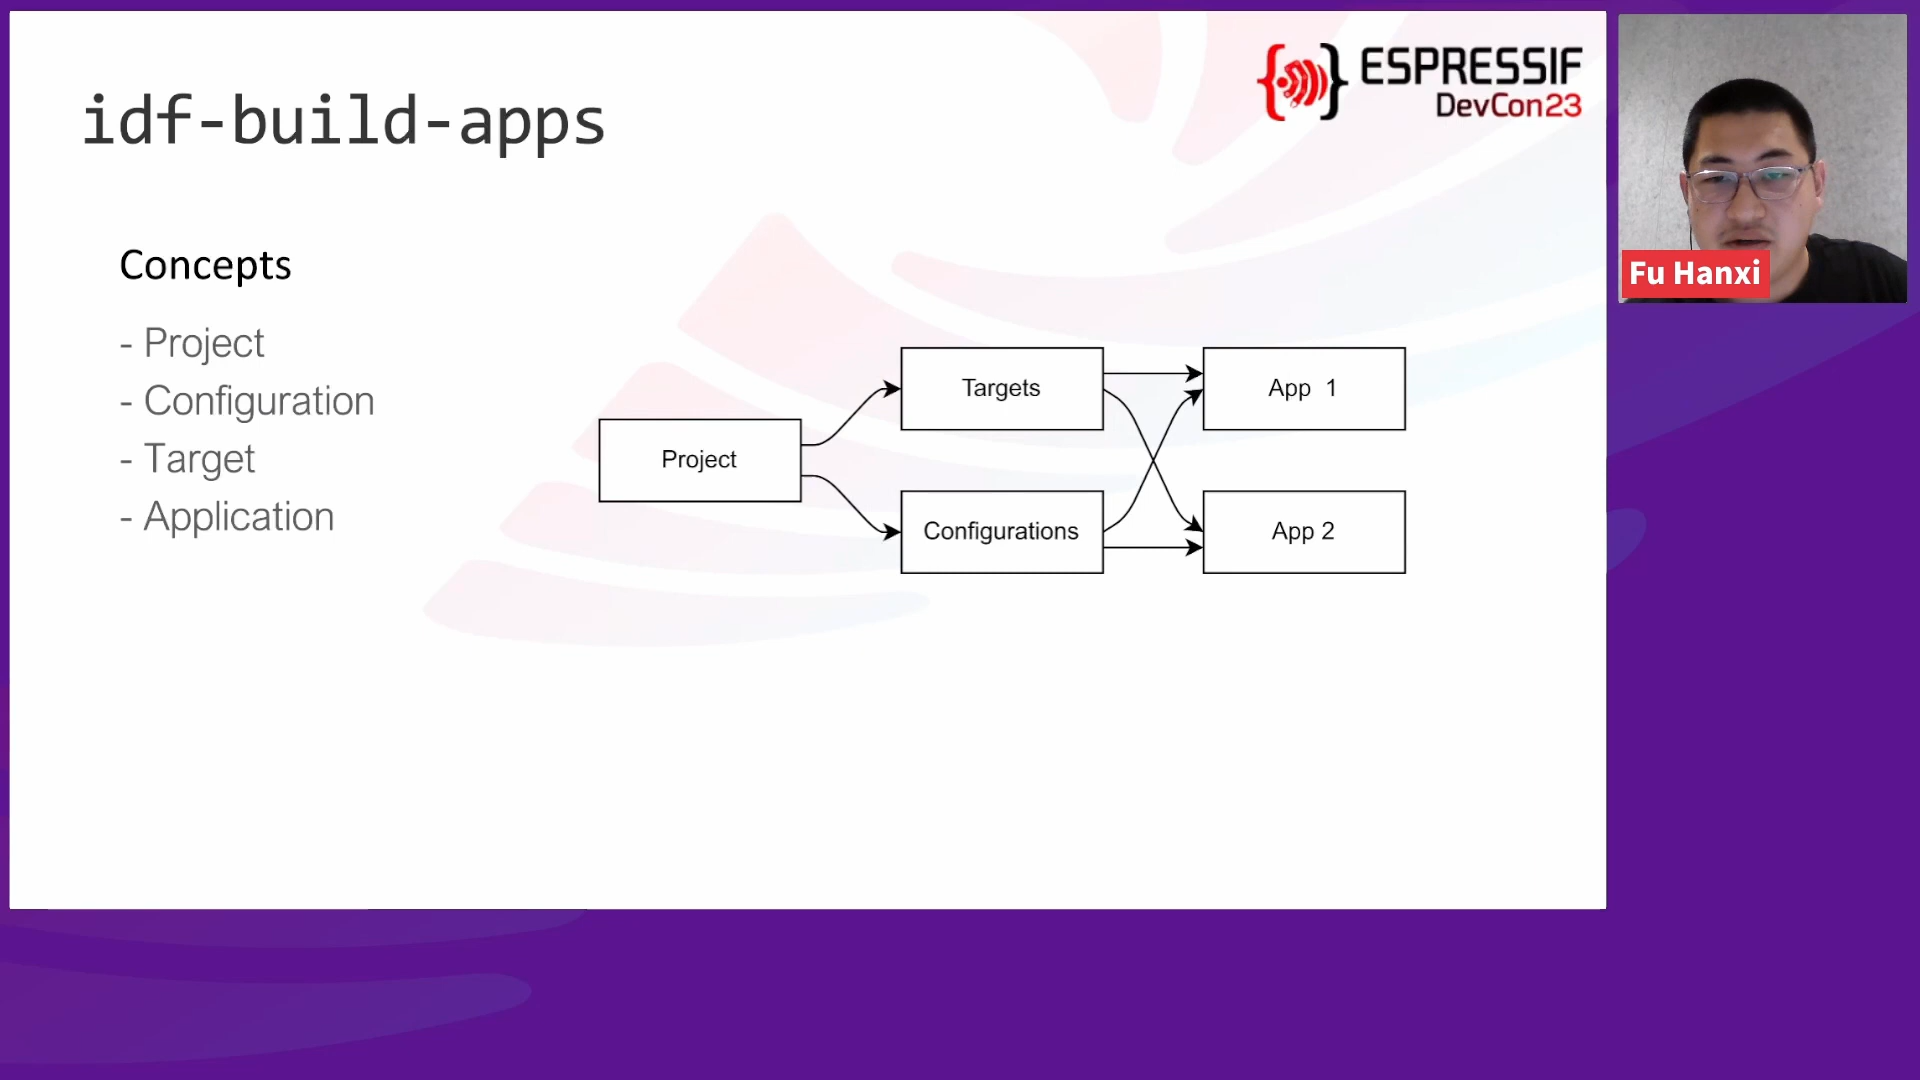 ESPRESSIF
DevCon23
idf-build-apps
Concepts
- Project
- Configuration
- Target
- Application
Project
Targets
Configurations
App 1
App 2
Fu Hanxi